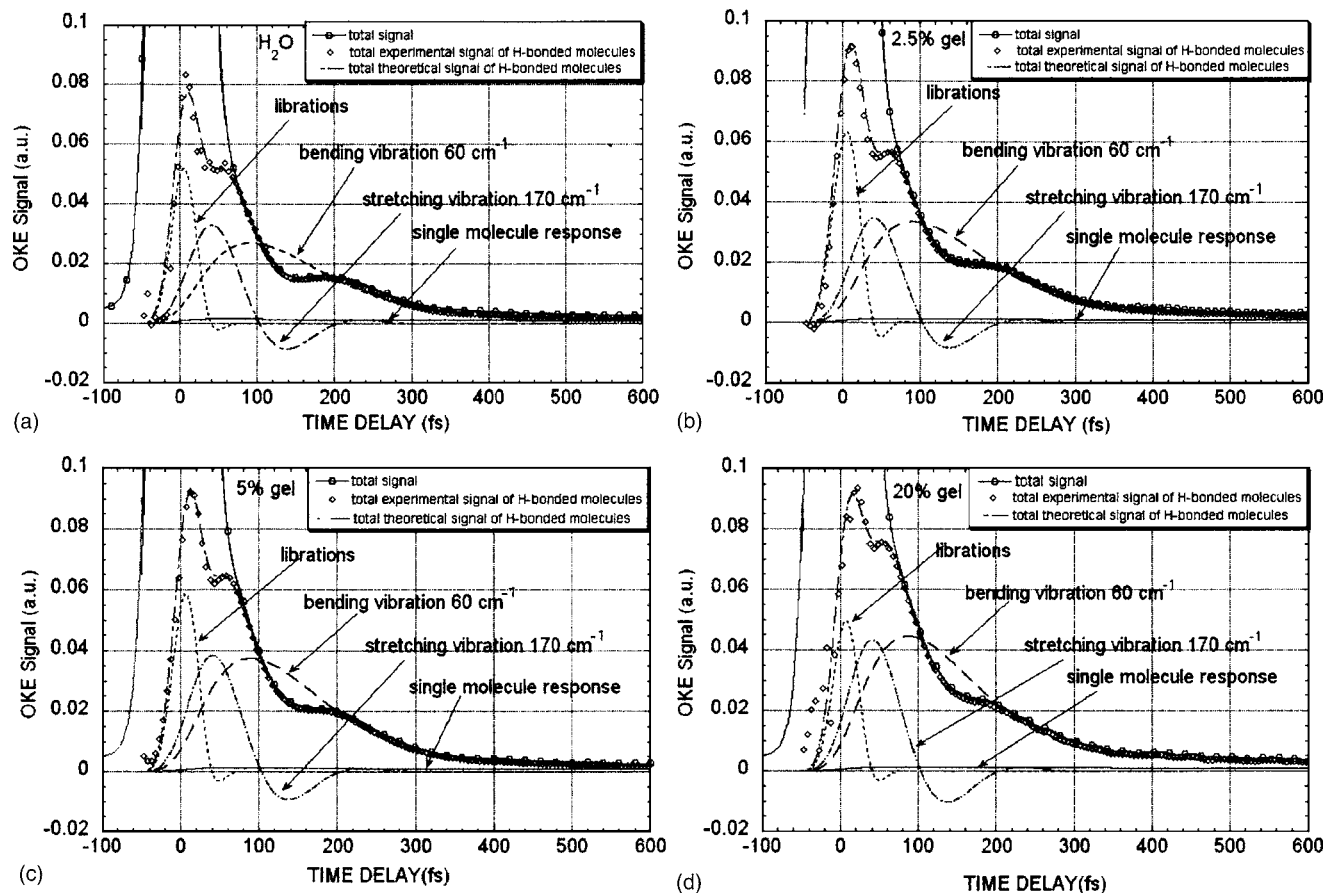 H2O
total signal
total experimental signal of H-bonded molecules
total theoretical signal of H-bonded molecules
librations
bending vibration 60 cm-1
stretching vibration 170 cm-1
single molecule response
OKE Signal (a.u.)
0.1
0.08
0.06
0.04
0.02
0
-0.02
-100 0 100 200 300 400 500 600
TIME DELAY (fs)
(a)
2.5% gel
total signal
total experimental signal of H-bonded molecules
total theoretical signal of H-bonded molecules
librations
bending vibration 60 cm-1
stretching vibration 170 cm-1
single molecule response
OKE Signal (a.u.)
0.1
0.08
0.06
0.04
0.02
0
-0.02
-100 0 100 200 300 400 500 600
TIME DELAY (fs)
(b)
5% gel
total signal
total experimental signal of H-bonded molecules
total theoretical signal of H-bonded molecules
librations
bending vibration 60 cm-1
stretching vibration 170 cm-1
single molecule response
OKE Signal (a.u.)
0.1
0.08
0.06
0.04
0.02
0
-0.02
-100 0 100 200 300 400 500 600
TIME DELAY(fs)
(c)
20% gel
total signal
total experimental signal of H-bonded molecules
total theoretical signal of H-bonded molecules
librations
bending vibration 60 cm-1
stretching vibration 170 cm-1
single molecule response
OKE Signal (a.u.)
0.1
0.08
0.06
0.04
0.02
0
-0.02
-100 0 100 200 300 400 500 600
TIME DELAY(fs)
(d)